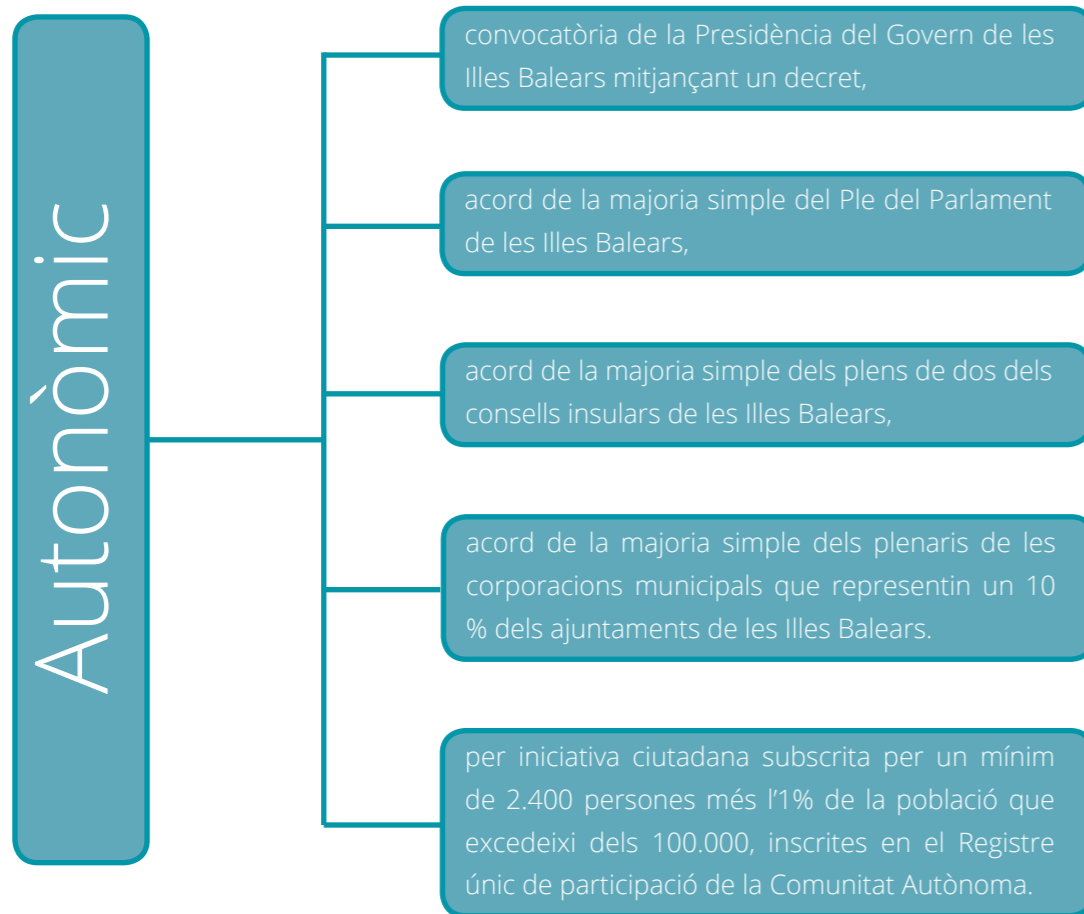 Autonòmic
convocatòria de la Presidència del Govern de les
Illes Balears mitjançant un decret,
acord de la majoria simple del Ple del Parlament
de les Illes Balears,
acord de la majoria simple dels plens de dos dels
consells insulars de les Illes Balears,
acord de la majoria simple dels plenaris de les
corporacions municipals que representin un 10
% dels ajuntaments de les Illes Balears.
per iniciativa ciutadana subscrita per un mínim
de 2.400 persones més l’1% de la població que
excedeixi dels 100.000, inscrites en el Registre
únic de participació de la Comunitat Autònoma.